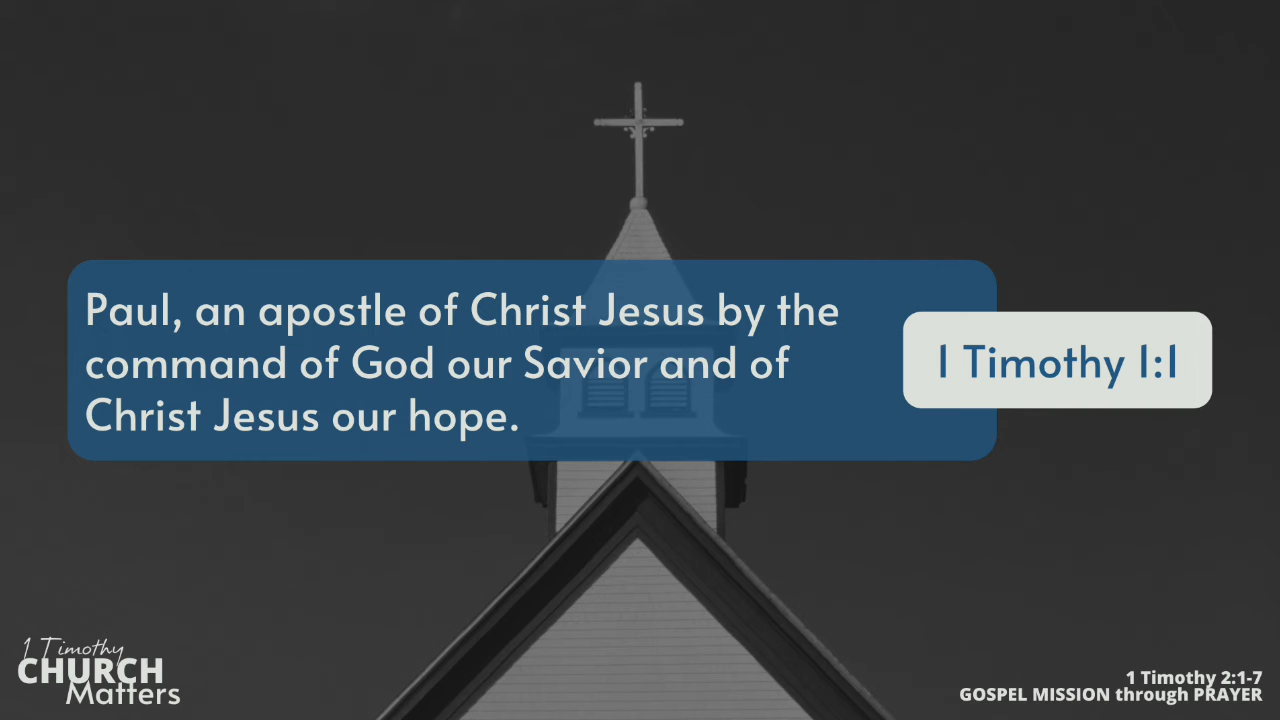 Paul, an apostle of Christ Jesus by the
command of God our Savior and of
Christ Jesus our hope.
1 Timothy 1:1
1 Timothy
CHURCH
Matters
1 Timothy 2:1-7
GOSPEL MISSION through PRAYER